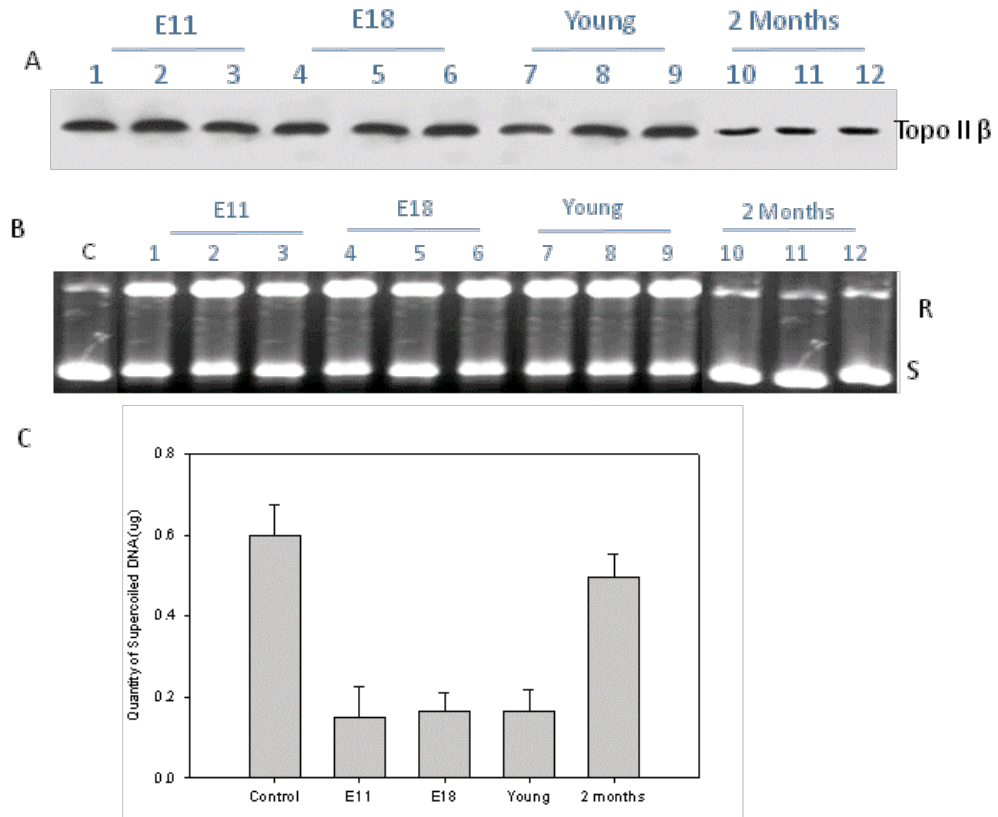 A
E11 E18 Young 2 Months
1 2 3 4 5 6 7 8 9 10 11 12
Topo II β
B
E11 E18 Young 2 Months
C 1 2 3 4 5 6 7 8 9 10 11 12
R
S
C
Quantity of Supercoiled DNA(ug)
0.8
0.6
0.4
0.2
0.0
Control E11 E18 Young 2 months